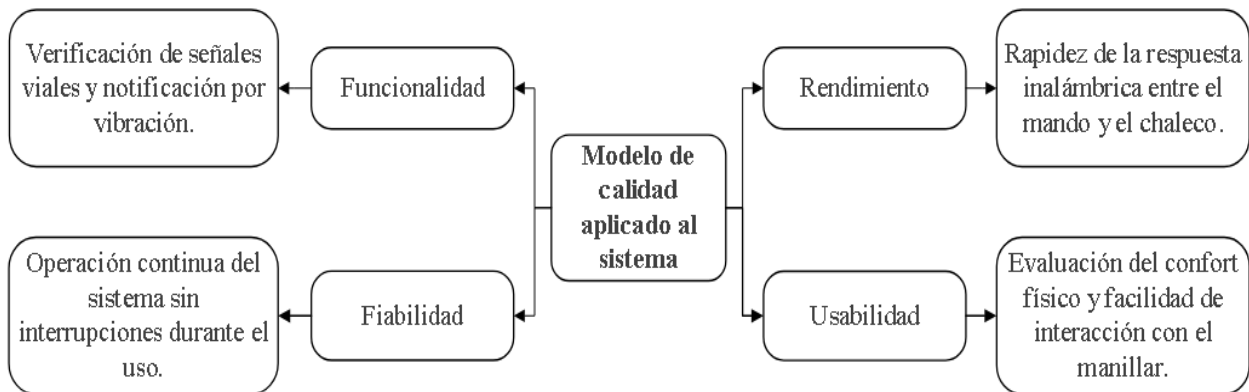 Verificación de señales
viales y notificación por
vibración.
Funcionalidad
Operación continua del
sistema sin
interrupciones durante el
uso.
Fiabilidad
Modelo de
calidad
aplicado al
sistema
Rendimiento
Rapidez de la respuesta
inalámbrica entre el
mando y el chaleco.
Usabilidad
Evaluación del confort
físico y facilidad de
interacción con el
manillar.